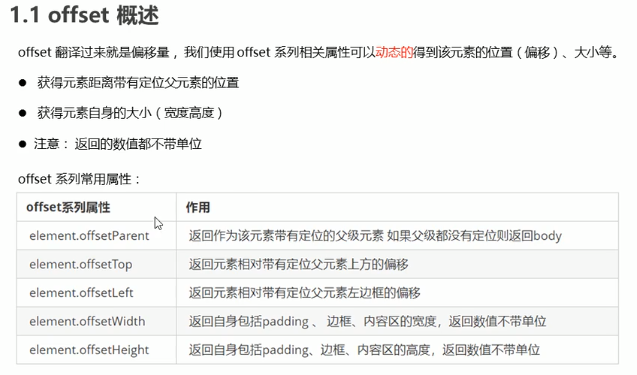 1.1 offset 概述
offset 翻译过来就是偏移量，我们使用 offset 系列相关属性可以动态的得到该元素的位置（偏移）、大小等。
● 获得元素距离带有定位父元素的位置
● 获得元素自身的大小（宽度高度）
● 注意： 返回的数值都不带单位
offset 系列常用属性：
offset系列属性 作用
element.offsetParent 返回作为该元素带有定位的父级元素 如果父级都没有定位则返回body
element.offsetTop 返回元素相对带有定位父元素上方的偏移
element.offsetLeft 返回元素相对带有定位父元素左边框的偏移
element.offsetWidth 返回自身包括padding 、 边框、内容区的宽度，返回数值不带单位
element.offsetHeight 返回自身包括padding、边框、内容区的高度，返回数值不带单位